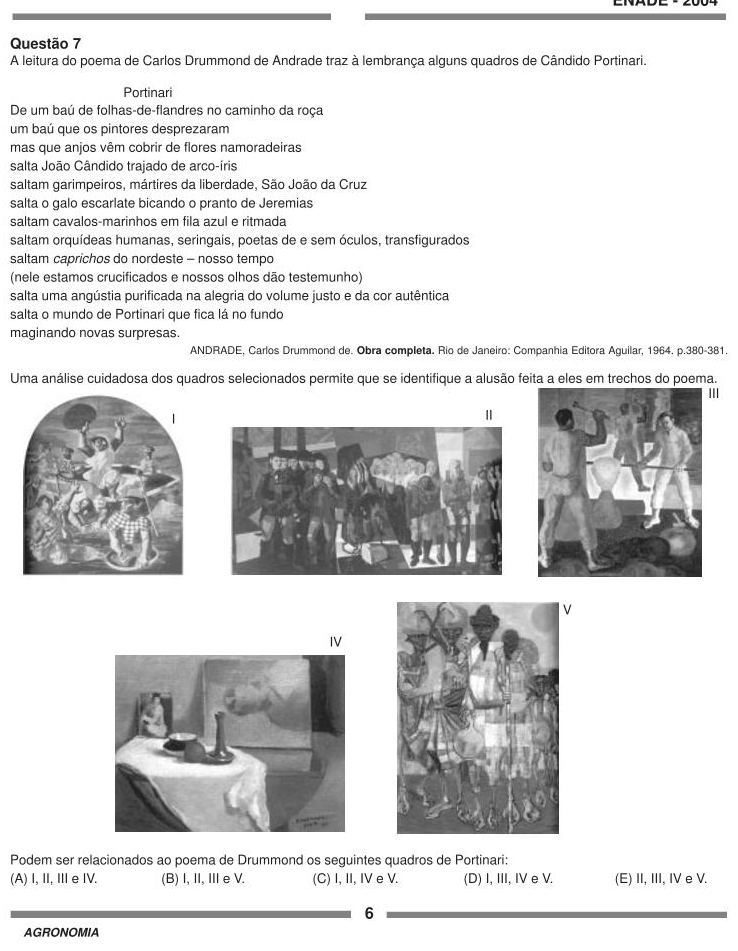 ENADE - 2004
Questão 7
A leitura do poema de Carlos Drummond de Andrade traz à lembrança alguns quadros de Cândido Portinari.
Portinari
De um baú de folhas-de-flandres no caminho da roça
um baú que os pintores desprezaram
mas que anjos vêm cobrir de flores namoradeiras
salta João Cândido trajado de arco-íris
saltam garimpeiros, mártires da liberdade, São João da Cruz
salta o galo escarlate bicando o pranto de Jeremias
saltam cavalos-marinhos em fila azul e ritmada
saltam orquídeas humanas, seringais, poetas de e sem óculos, transfigurados
saltam caprichos do nordeste – nosso tempo
(nele estamos crucificados e nossos olhos dão testemunho)
salta uma angústia purificada na alegria do volume justo e da cor autêntica
salta o mundo de Portinari que fica lá no fundo
maginando novas surpresas.
ANDRADE, Carlos Drummond de. Obra completa. Rio de Janeiro: Companhia Editora Aguilar, 1964. p.380-381.
Uma análise cuidadosa dos quadros selecionados permite que se identifique a alusão feita a eles em trechos do poema.
I
II
III
IV
V
Podem ser relacionados ao poema de Drummond os seguintes quadros de Portinari:
(A) I, II, III e IV. (B) I, II, III e V. (C) I, II, IV e V. (D) I, III, IV e V. (E) II, III, IV e V.
6
AGRONOMIA